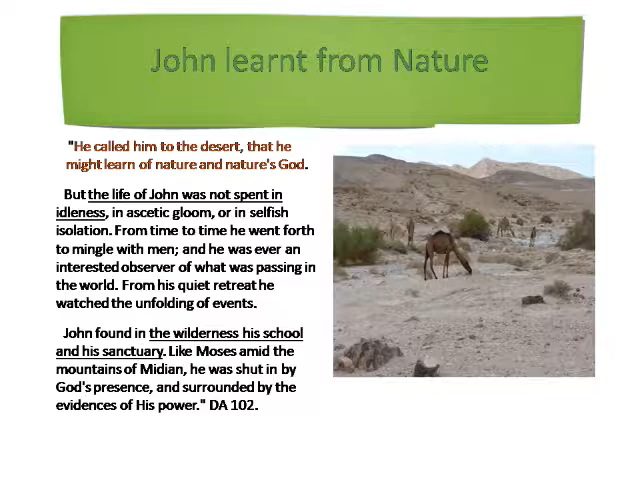 John learnt from Nature
"He called him to the desert, that he
might learn of nature and nature's God.
But the life of John was not spent in
idleness, in ascetic gloom, or in selfish
isolation. From time to time he went forth
to mingle with men; and he was ever an
interested observer of what was passing in
the world. From his quiet retreat he
watched the unfolding of events.
John found in the wilderness his school
and his sanctuary. Like Moses amid the
mountains of Midian, he was shut in by
God's presence, and surrounded by the
evidences of His power." DA 102.